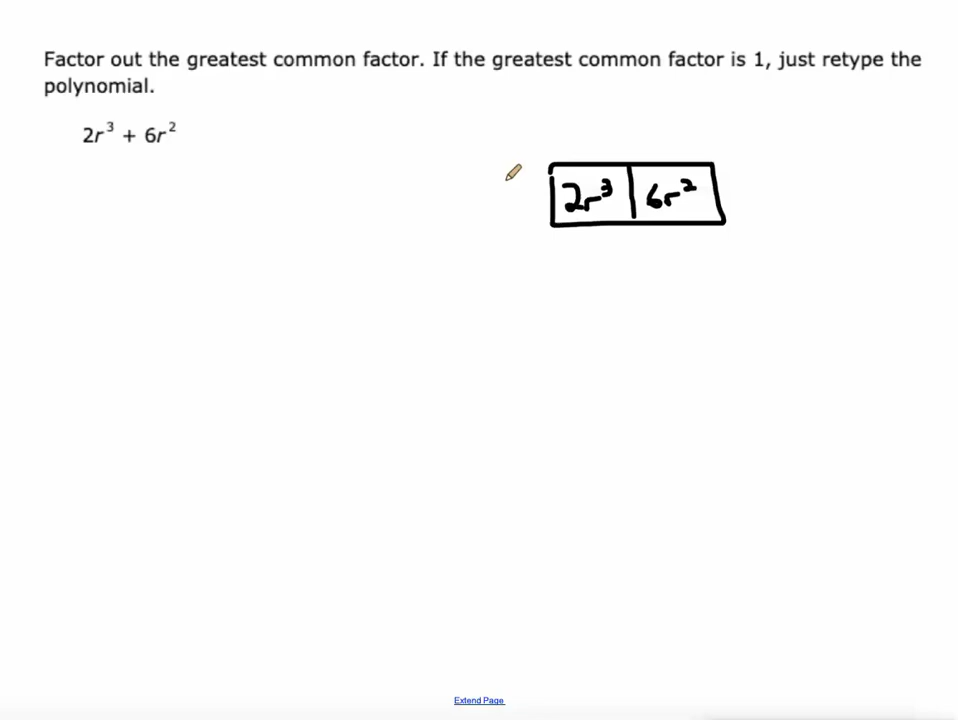 Factor out the greatest common factor. If the greatest common factor is 1, just retype the
polynomial.
2r³ + 6r²
2r³ 6r²
Extend Page